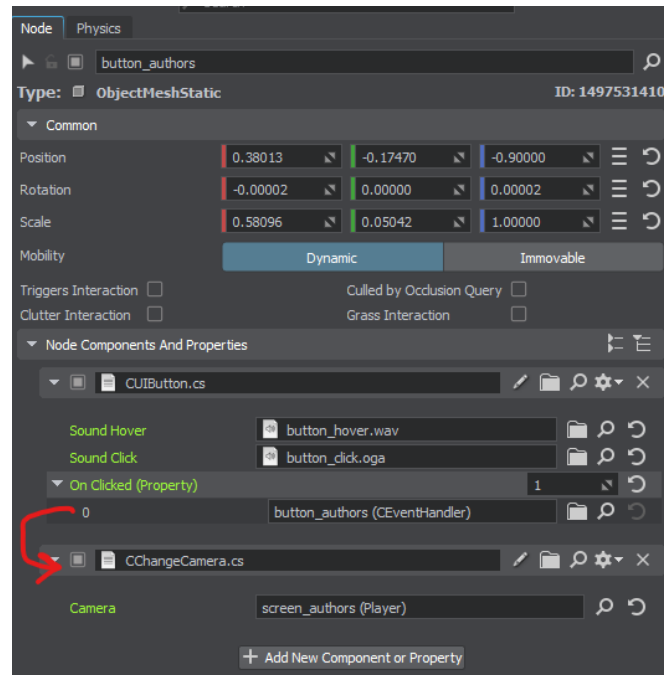 Node Physics
button_authors
Type: ObjectMeshStatic ID: 1497531410
Common
Position 0.38013 -0.17470 -0.90000
Rotation -0.00002 0.00000 0.00002
Scale 0.58096 0.05042 1.00000
Mobility Dynamic Immovable
Triggers Interaction Culled by Occlusion Query
Clutter Interaction Grass Interaction
Node Components And Properties
CUIButton.cs
Sound Hover button_hover.wav
Sound Click button_click.oga
On Clicked (Property) 1
0 button_authors (CEventHandler)
CChangeCamera.cs
Camera screen_authors (Player)
Add New Component or Property